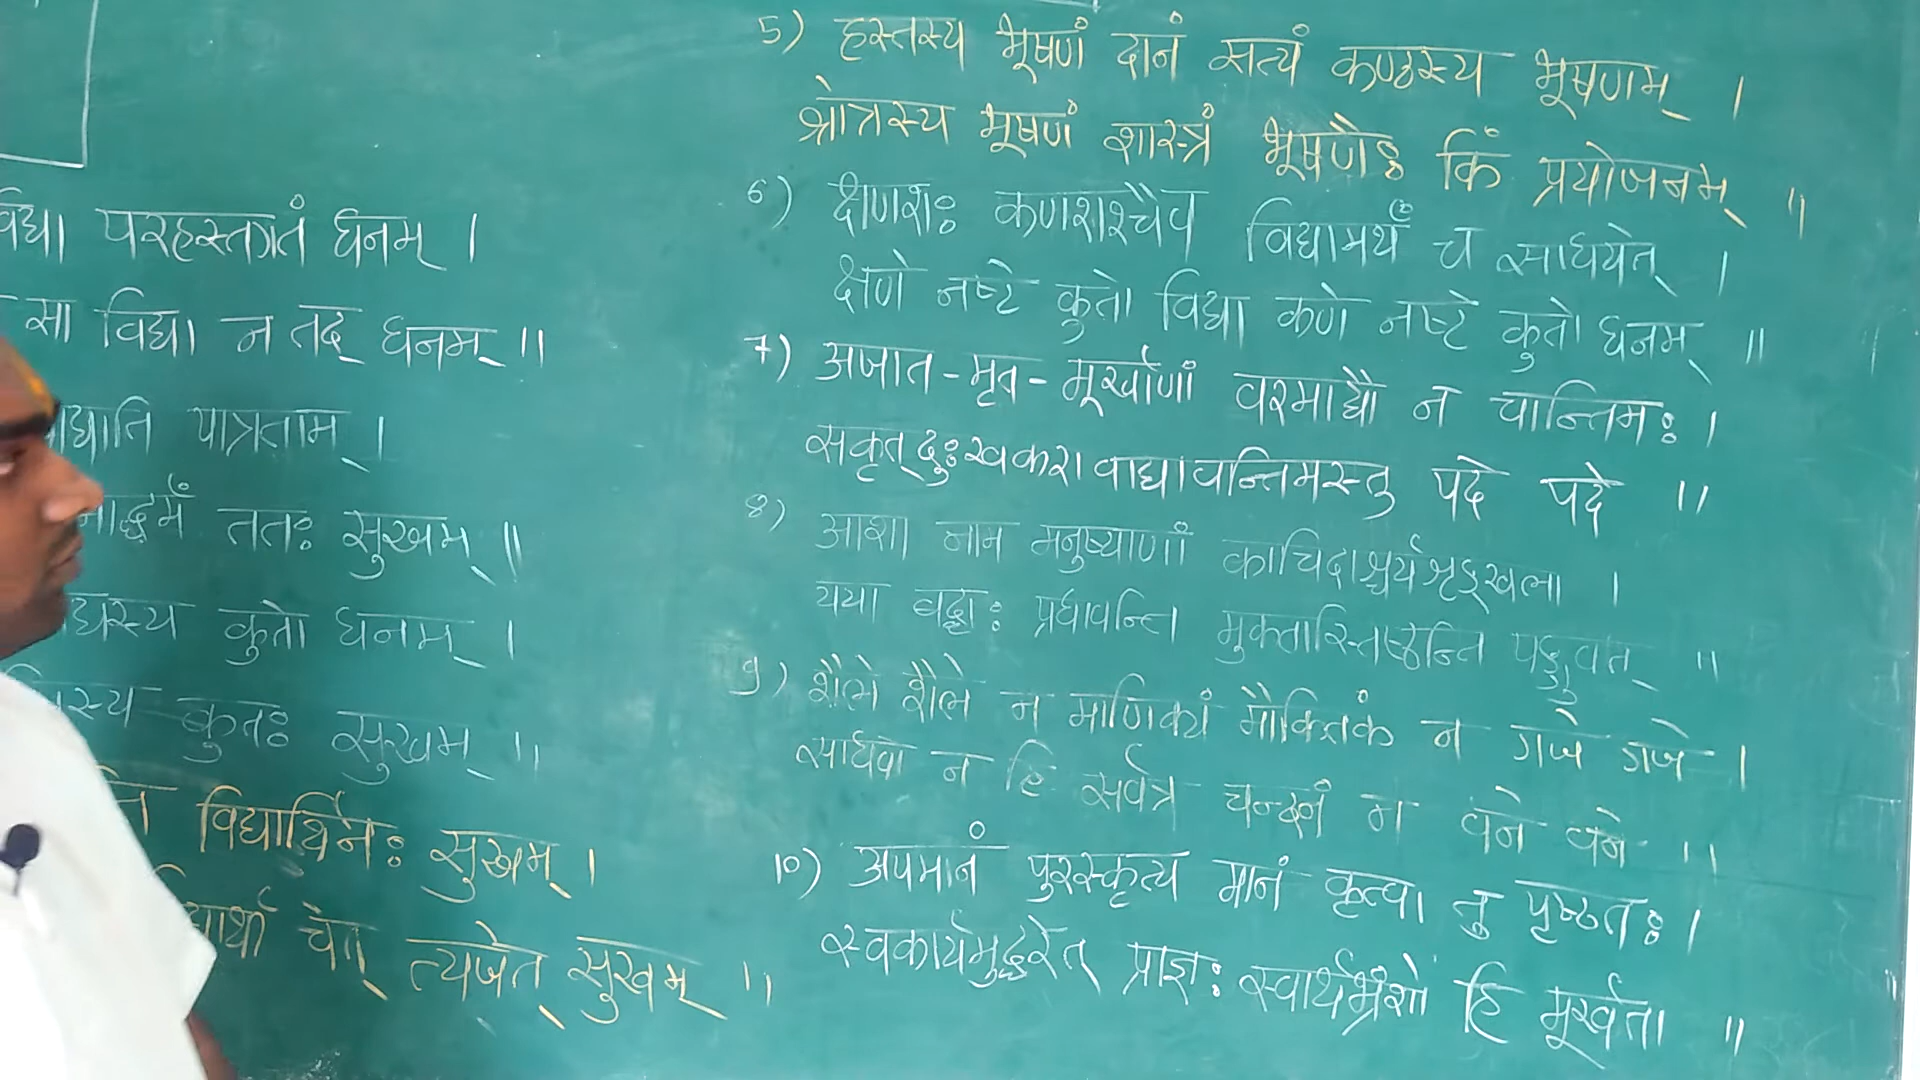 विद्या परहस्तगतं धनम् ।
सा विद्या न तद् धनम् ॥
पात्रताम् ।
ततः सुखम् ॥
कुतो धनम् ।
कुतः सुखम् ॥
विद्यार्थिनः सुखम् ।
चेत् त्यजेत् सुखम् ॥
5) हस्तस्य भूषणं दानं सत्यं कण्ठस्य भूषणम् ।
श्रोत्रस्य भूषणं शास्त्रं भूषणैः किं प्रयोजनम् ॥
6) क्षणशः कणशश्चैव विद्यामर्थं च साधयेत् ।
क्षणे नष्टे कुतो विद्या कणे नष्टे कुतो धनम् ॥
7) अजात-मृत-मूर्खाणां वरमाद्यौ न चान्तिमः ।
सकृत् दुःखकरावाद्यावन्तिमस्तु पदे पदे ॥
8) आशा नाम मनुष्याणां काचिदाश्चर्यशृङ्खला ।
यया बद्धाः प्रधावन्ति मुक्तास्तिष्ठन्ति पङ्गुवत् ॥
9) शैले शैले न माणिक्यं मौक्तिकं न गजे गजे ।
साधवो न हि सर्वत्र चन्दनं न वने वने ॥
10) अपमानं पुरस्कृत्य मानं कृत्वा तु पृष्ठतः ।
स्वकार्यमुद्धरेत् प्राज्ञः स्वार्थभ्रंशो हि मूर्खता ॥